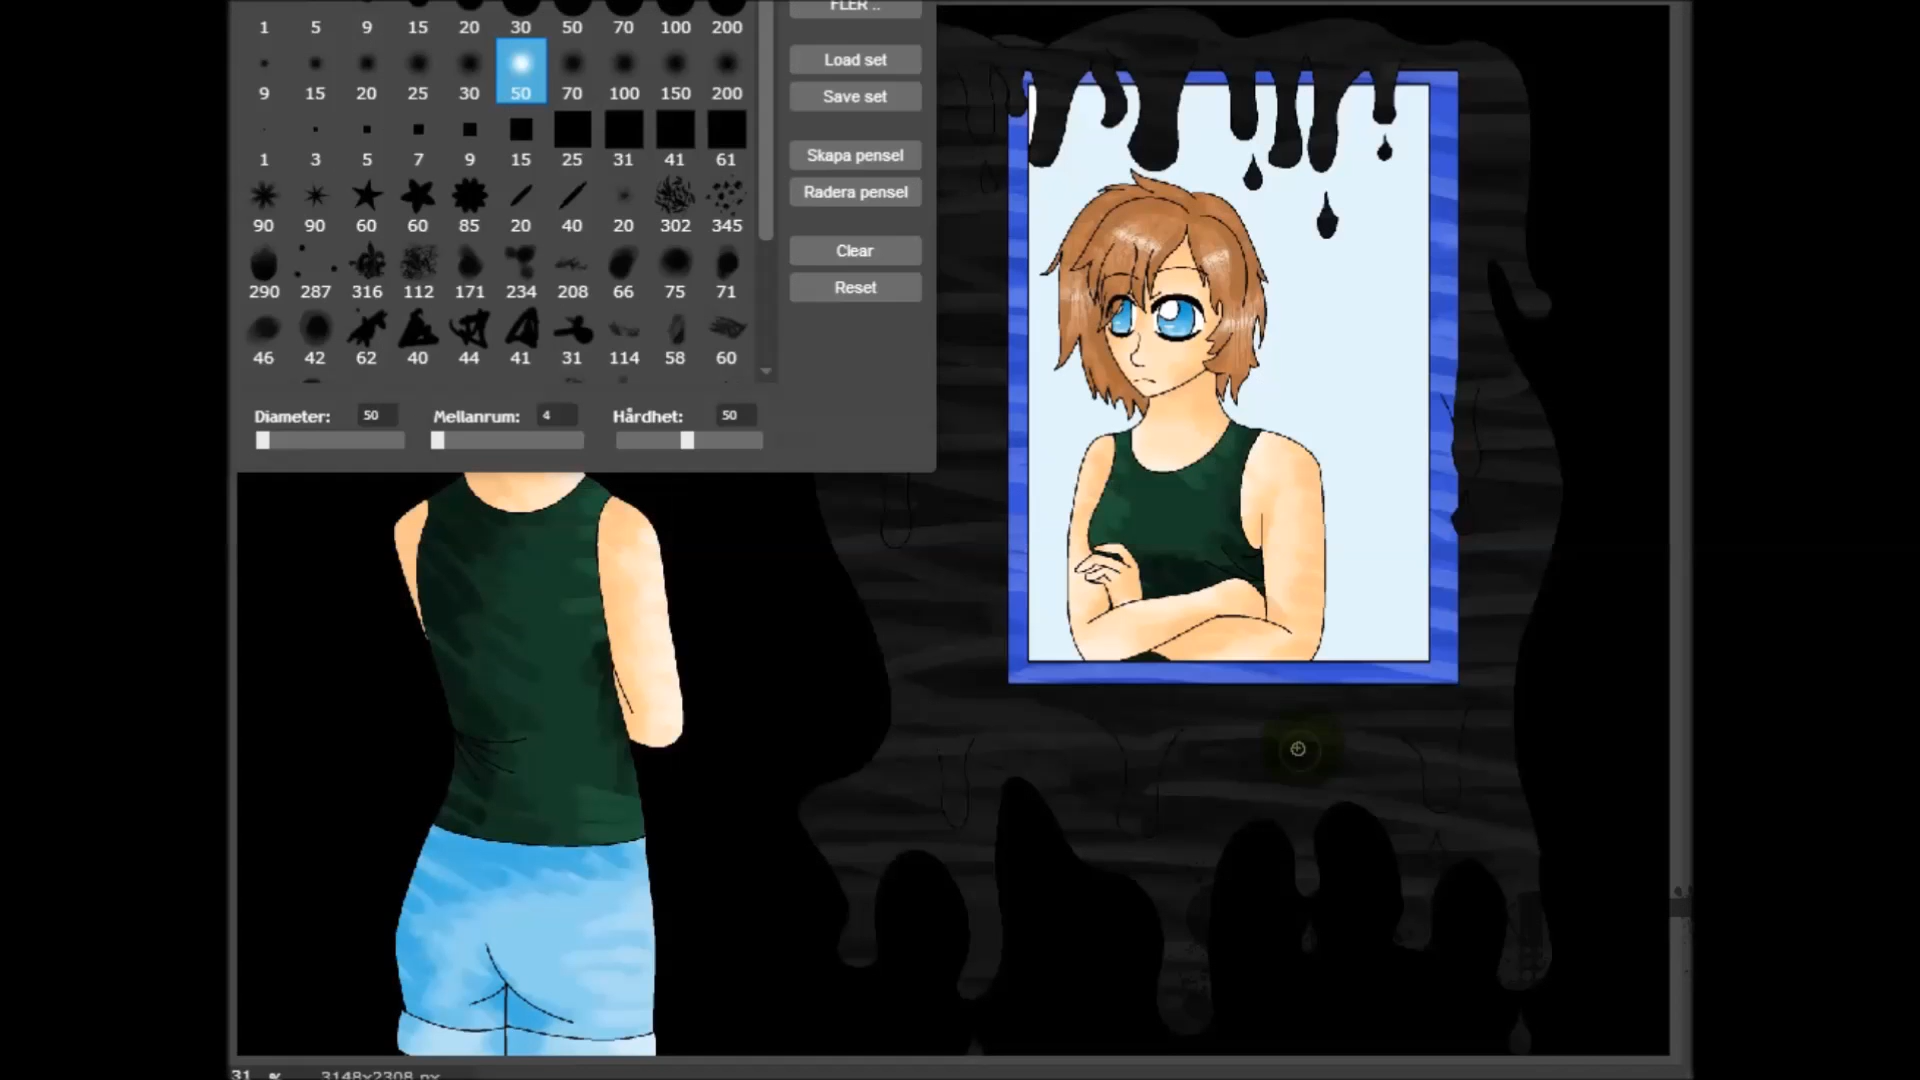 FLER ..
1 5 9 15 20 30 50 70 100 200
Load set
9 15 20 25 30 50 70 100 150 200
Save set
1 3 5 7 9 15 25 31 41 61
Skapa pensel
Radera pensel
90 90 60 60 85 20 40 20 302 345
Clear
290 287 316 112 171 234 208 66 75 71
Reset
46 42 62 40 44 41 31 114 58 60
Diameter: 50 Mellanrum: 4 Hårdhet: 50
31 % 3148x2308 px